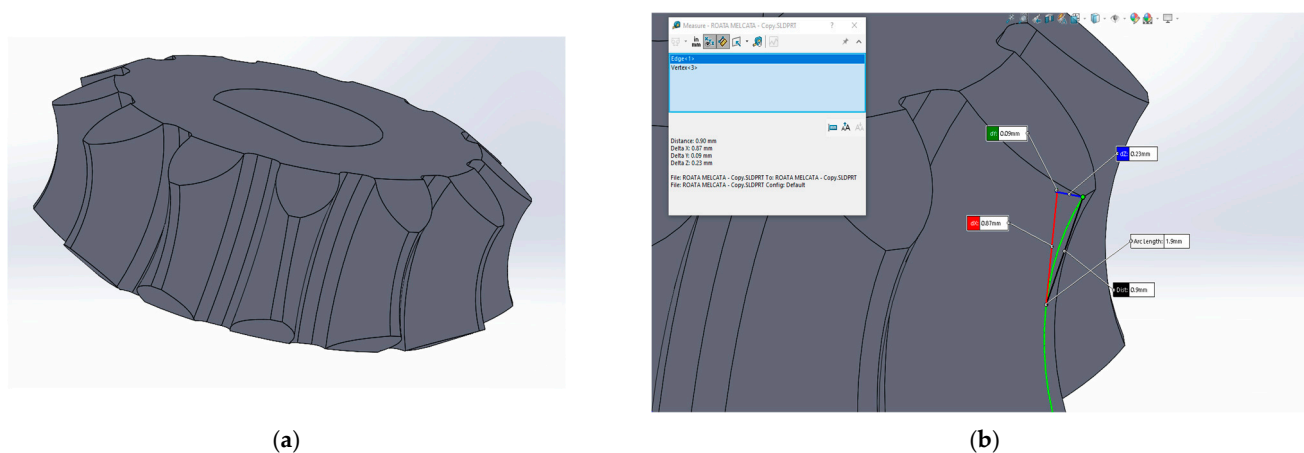 Measure - ROATA MELCATA - Copy.SLDPRT
in
mm
Edge<1>
Vertex<3>
Distance: 0.90 mm
Delta X: 0.87 mm
Delta Y: 0.09 mm
Delta Z: 0.23 mm
File: ROATA MELCATA - Copy.SLDPRT To: ROATA MELCATA - Copy.SLDPRT
File: ROATA MELCATA - Copy.SLDPRT Config: Default
dY: 0.09mm
dZ: 0.23mm
dX: 0.87mm
Arc Length: 1.9mm
Dist: 0.9mm
(a)
(b)